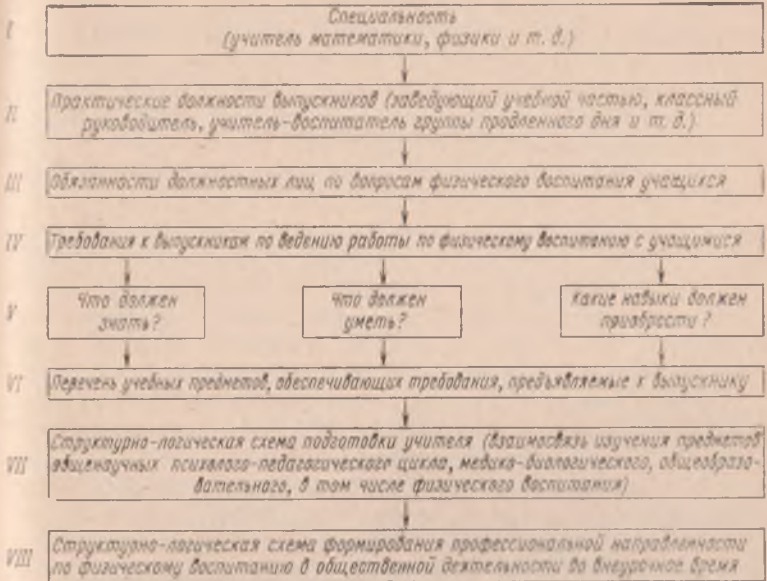 I
Специальность
(учитель математики, физики и т. д.)
II
Практические должности выпускников (заведующий учебной частью, классный
руководитель, учитель-воспитатель группы продленного дня и т. д.)
III
Обязанности должностных лиц по вопросам физического воспитания учащихся
IV
Требования к выпускникам по ведению работы по физическому воспитанию с учащимися
V
Что должен
знать?
Что должен
уметь?
Какие навыки должен
приобрести?
VI
Перечень учебных предметов, обеспечивающих требования, предъявляемые к выпускнику
VII
Структурно-логическая схема подготовки учителя (взаимосвязь изучения предметов
общенаучных психолого-педагогического цикла, медико-биологического, общеобразо-
вательного, в том числе физического воспитания)
VIII
Структурно-логическая схема формирования профессиональной направленности
по физическому воспитанию в общественной деятельности во внеурочное время